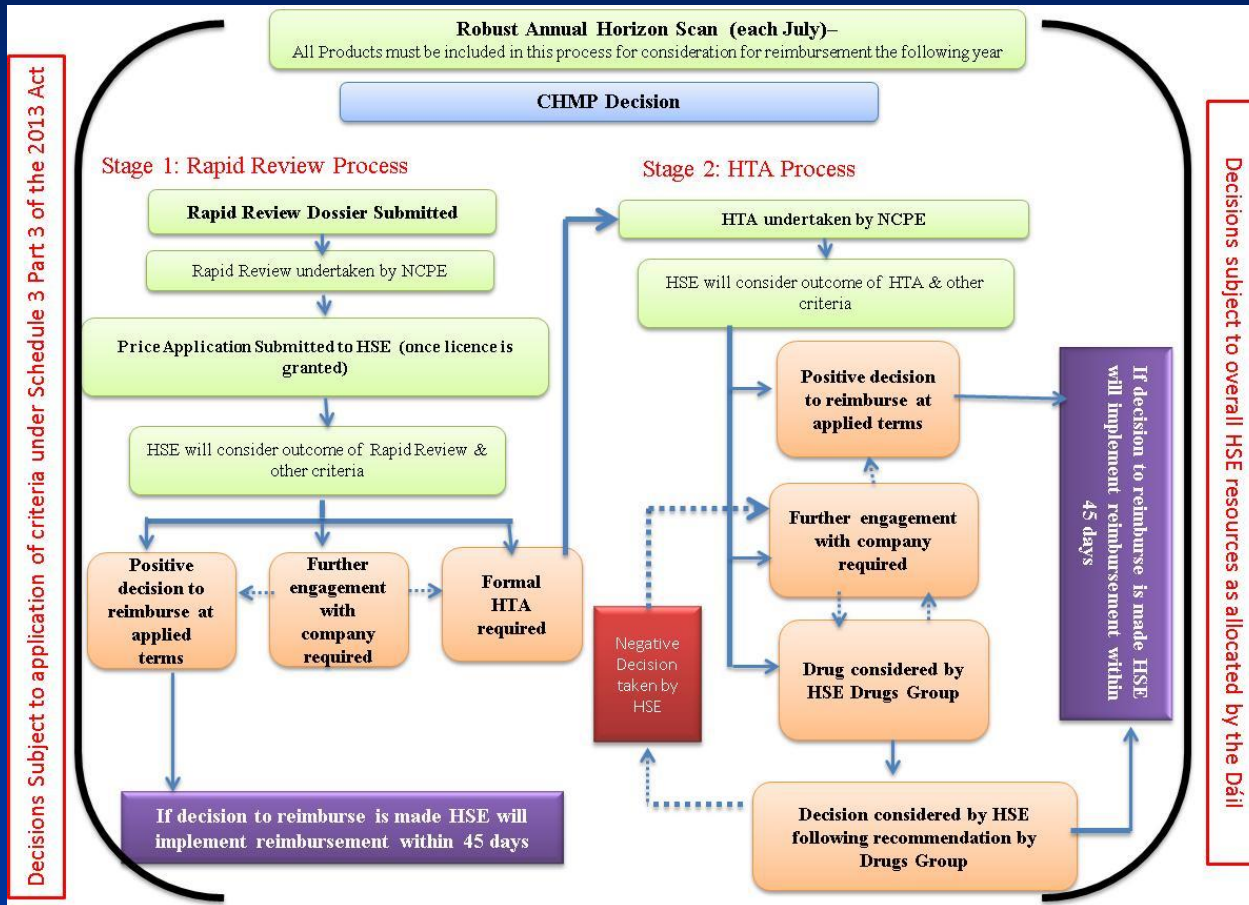 Robust Annual Horizon Scan (each July)–
All Products must be included in this process for consideration for reimbursement the following year
CHMP Decision
Decisions Subject to application of criteria under Schedule 3 Part 3 of the 2013 Act
Stage 1: Rapid Review Process
Rapid Review Dossier Submitted
Rapid Review undertaken by NCPE
Price Application Submitted to HSE (once licence is
granted)
HSE will consider outcome of Rapid Review &
other criteria
Positive
decision to
reimburse at
applied
terms
Further
engagement
with
company
required
Formal
HTA
required
If decision to reimburse is made HSE will
implement reimbursement within 45 days
Stage 2: HTA Process
HTA undertaken by NCPE
HSE will consider outcome of HTA & other
criteria
Positive decision
to reimburse at
applied terms
Further engagement
with company
required
Negative
Decision
taken by
HSE
Drug considered by
HSE Drugs Group
Decision considered by HSE
following recommendation by
Drugs Group
If decision to reimburse is made HSE
will implement reimbursement within
45 days
Decisions subject to overall HSE resources as allocated by the Dáil